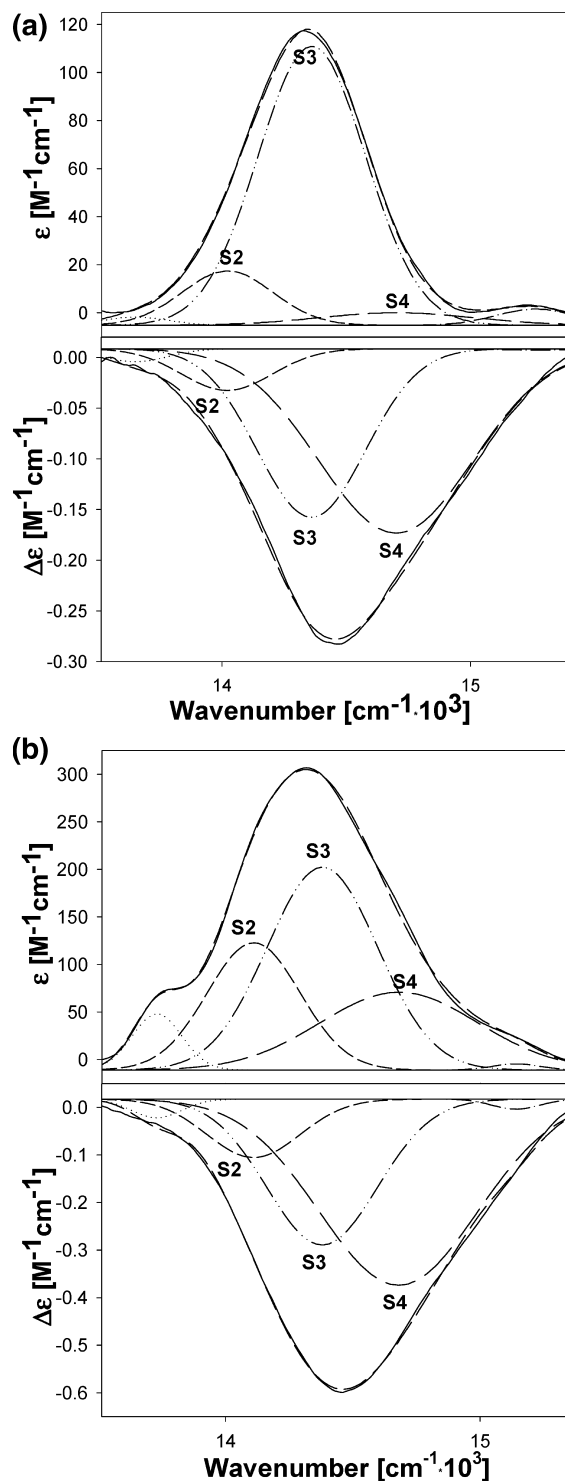 (a)
120
100
80
60
40
20
0
ε [M-1cm-1]
S3
S2
S4
0.00
-0.05
-0.10
-0.15
-0.20
-0.25
-0.30
Δε [M-1cm-1]
S2
S3
S4
14 15
Wavenumber [cm-1*103]
(b)
300
250
200
150
100
50
0
ε [M-1cm-1]
S3
S2
S4
0.0
-0.1
-0.2
-0.3
-0.4
-0.5
-0.6
Δε [M-1cm-1]
S2
S3
S4
14 15
Wavenumber [cm-1*103]